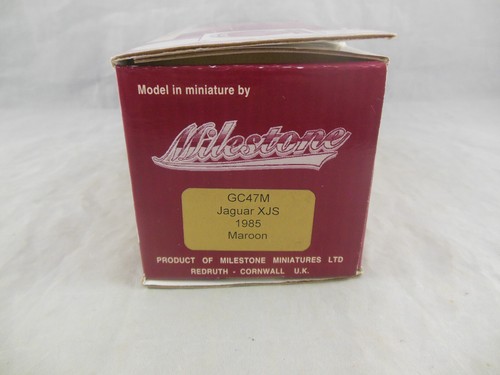 Model in miniature by
Milestone
GC47M
Jaguar XJS
1985
Maroon
PRODUCT OF MILESTONE MINIATURES LTD
REDRUTH - CORNWALL U.K.